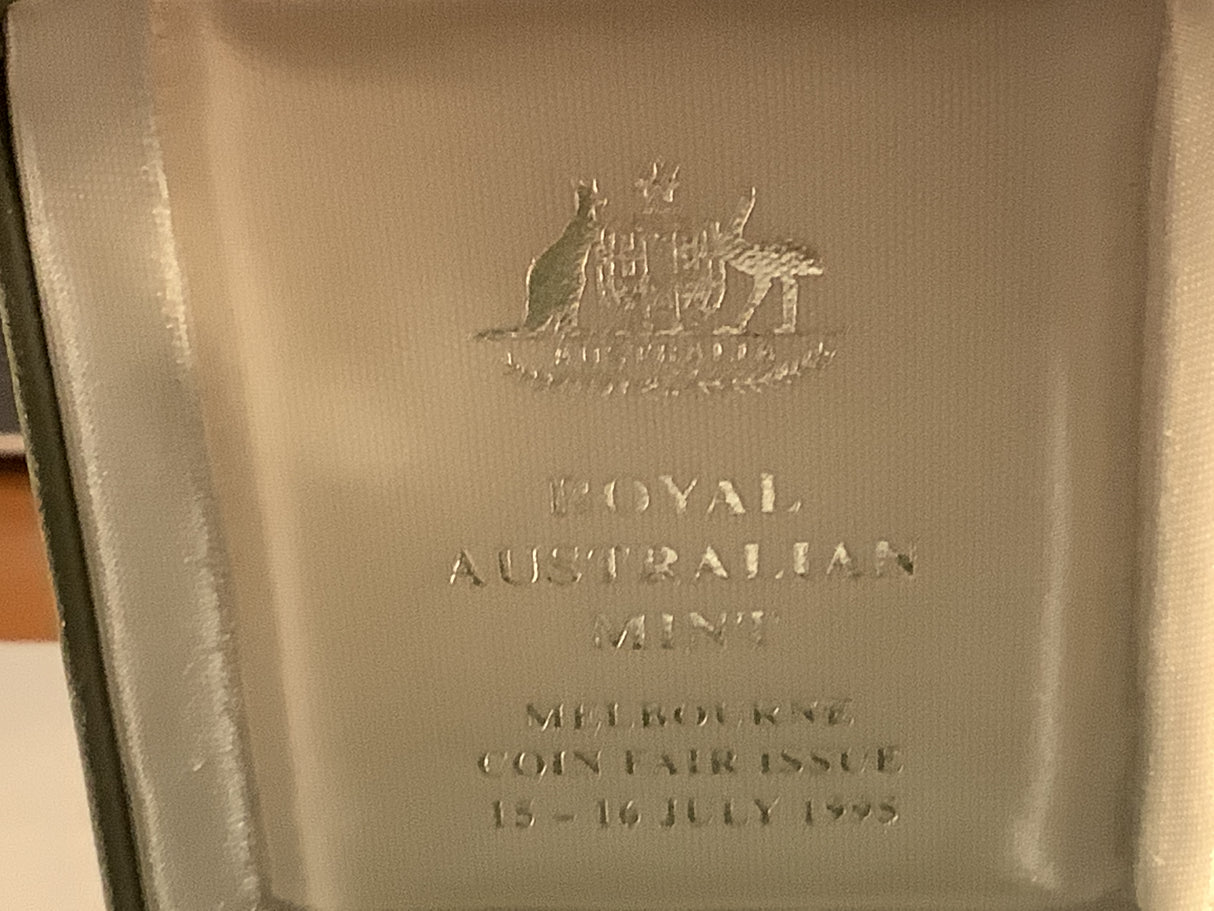 AUSTRALIA
ROYAL
AUSTRALIAN
MINT
MELBOURNE
COIN FAIR ISSUE
15 – 16 JULY 1995